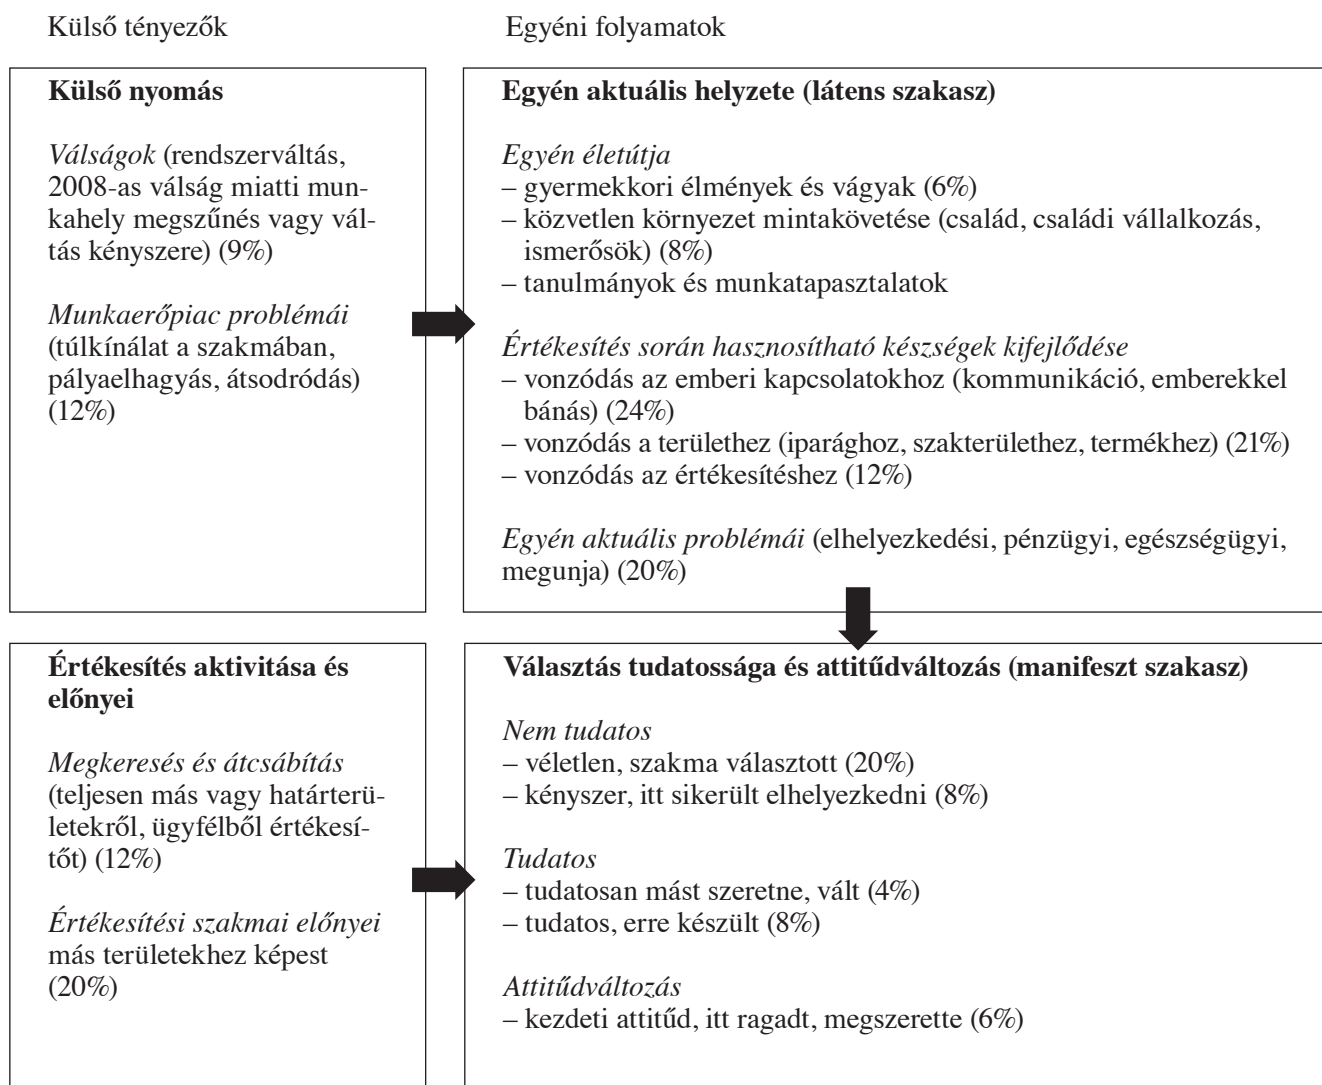 Külső tényezők
Egyéni folyamatok
Külső nyomás
Válságok (rendszerváltás,
2008-as válság miatti mun-
kahely megszűnés vagy vál-
tás kényszere) (9%)
Munkaerőpiac problémái
(túlkínálat a szakmában,
pályaelhagyás, átsodródás)
(12%)
Egyén aktuális helyzete (látens szakasz)
Egyén életútja
– gyermekkori élmények és vágyak (6%)
– közvetlen környezet mintakövetése (család, családi vállalkozás,
ismerősök) (8%)
– tanulmányok és munkatapasztalatok
Értékesítés során hasznosítható készségek kifejlődése
– vonzódás az emberi kapcsolatokhoz (kommunikáció, emberekkel
bánás) (24%)
– vonzódás a területhez (iparághoz, szakterülethez, termékhez) (21%)
– vonzódás az értékesítéshez (12%)
Egyén aktuális problémái (elhelyezkedési, pénzügyi, egészségügyi,
megunja) (20%)
Értékesítés aktivitása és
előnyei
Megkeresés és átcsábítás
(teljesen más vagy határterü-
letekről, ügyfélből értékesí-
tőt) (12%)
Értékesítési szakmai előnyei
más területekhez képest
(20%)
Választás tudatossága és attitűdváltozás (manifeszt szakasz)
Nem tudatos
– véletlen, szakma választott (20%)
– kényszer, itt sikerült elhelyezkedni (8%)
Tudatos
– tudatosan mást szeretne, vált (4%)
– tudatos, erre készült (8%)
Attitűdváltozás
– kezdeti attitűd, itt ragadt, megszerette (6%)